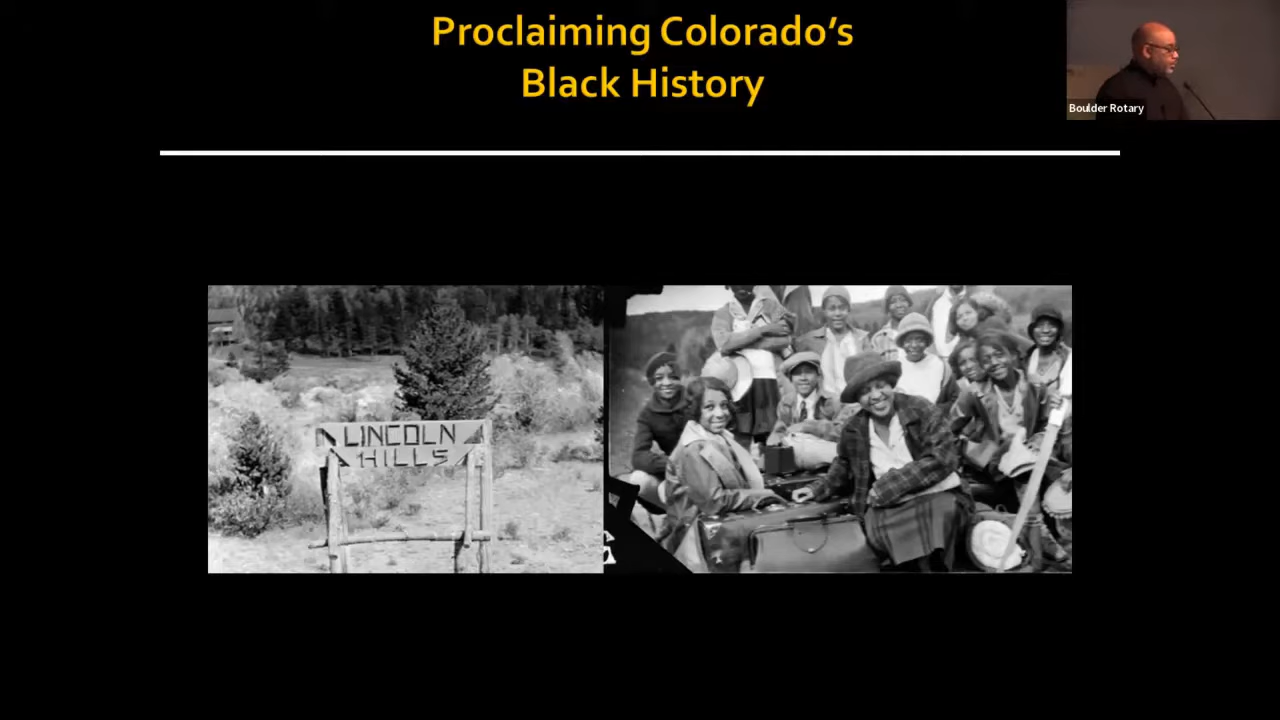 Proclaiming Colorado's
Black History
Boulder Rotary
LINCOLN
HILLS